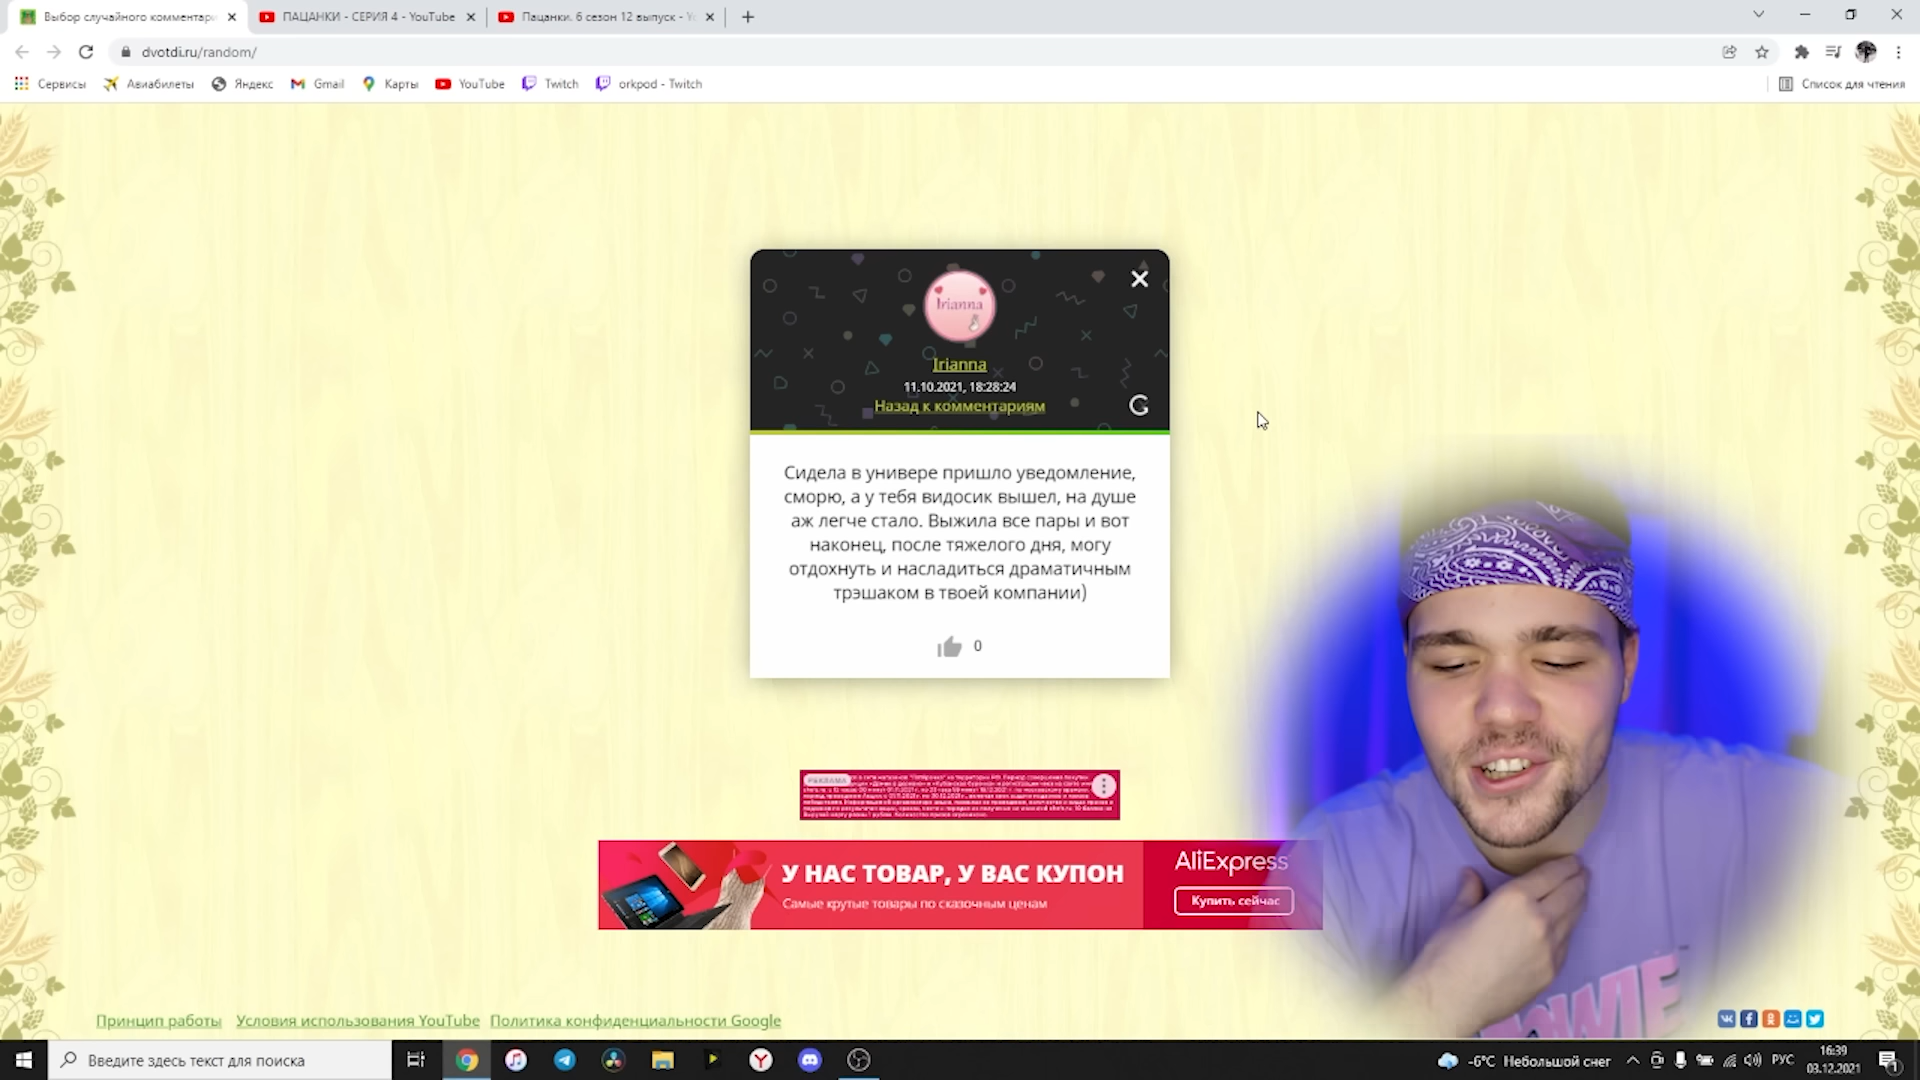 Выбор случайного комментари
ПАЦАНКИ - СЕРИЯ 4 - YouTube
Пацанки. 6 сезон 12 выпуск -
dvotdi.ru/random/
Сервисы
Авиабилеты
Яндекс
Gmail
Карты
YouTube
Twitch
orkpod - Twitch
Список для чтения
Irianna
Irianna
11.10.2021, 18:28:24
Назад к комментариям
Сидела в универе пришло уведомление,
сморю, а у тебя видосик вышел, на душе
аж легче стало. Выжила все пары и вот
наконец, после тяжелого дня, могу
отдохнуть и насладиться драматичным
трэшаком в твоей компании)
0
РЕКЛАМА
У НАС ТОВАР, У ВАС КУПОН
Самые крутые товары по сказочным ценам
AliExpress
Купить сейчас
Принцип работы
Условия использования YouTube
Политика конфиденциальности Google
Введите здесь текст для поиска
-6°C Небольшой снег
РУС
16:39
03.12.2021
1